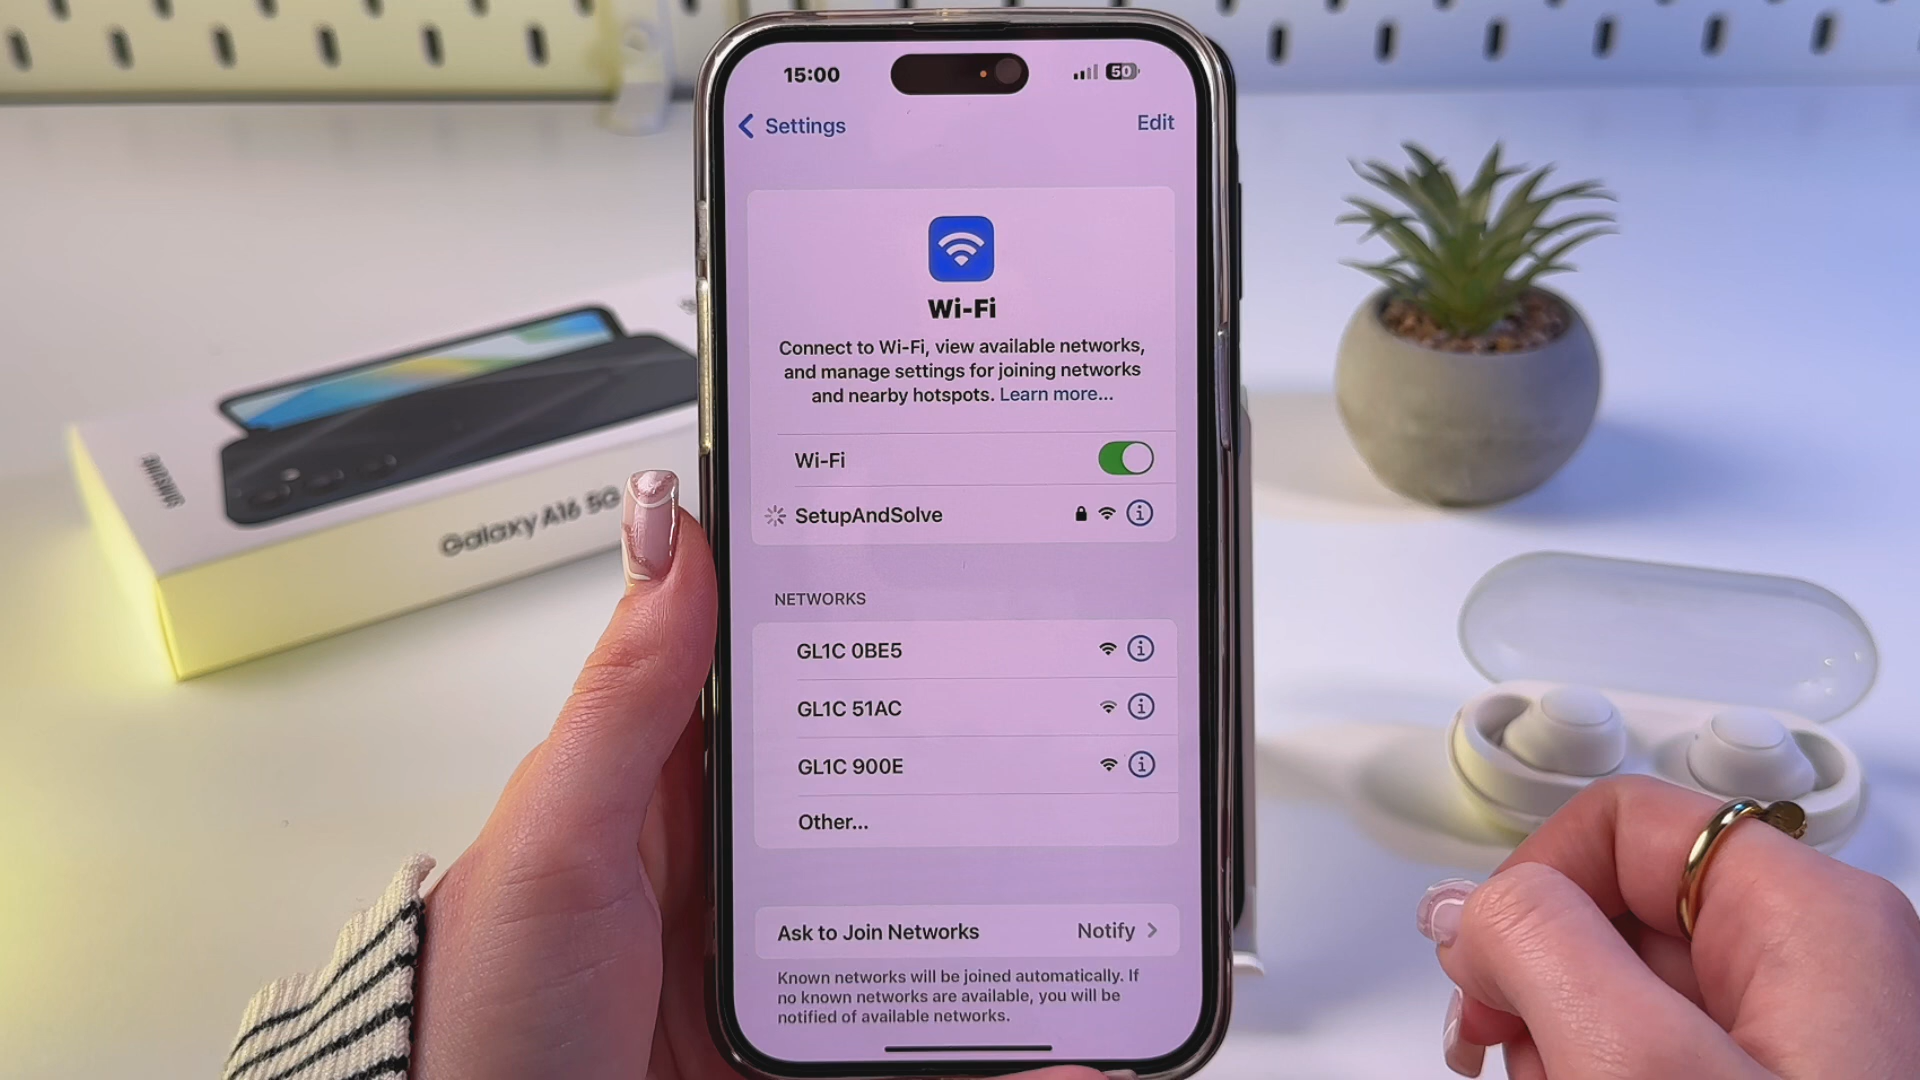 15:00
50
Settings
Edit
Wi-Fi
Connect to Wi-Fi, view available networks,
and manage settings for joining networks
and nearby hotspots. Learn more...
Wi-Fi
SetupAndSolve
NETWORKS
GL1C 0BE5
GL1C 51AC
GL1C 900E
Other...
Ask to Join Networks
Notify
Known networks will be joined automatically. If
no known networks are available, you will be
notified of available networks.
SAMSUNG
Galaxy A16 5G